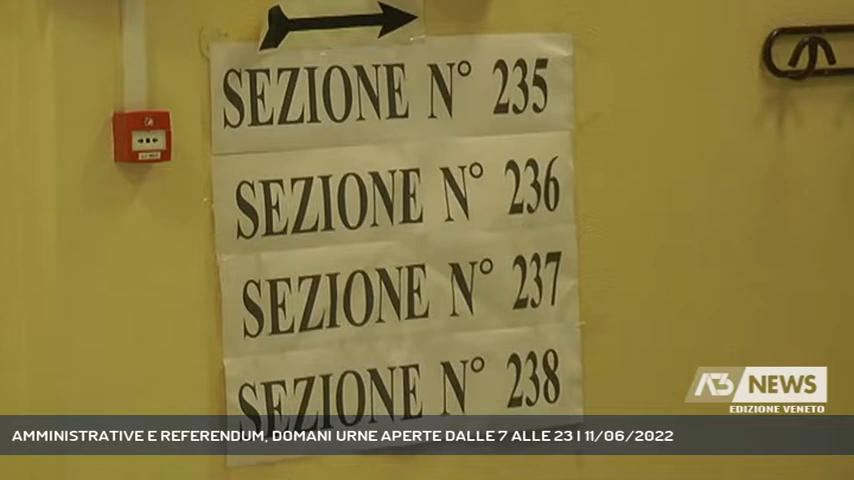 SEZIONE N° 235
SEZIONE N° 236
SEZIONE N° 237
SEZIONE N° 238
A3 NEWS
EDIZIONE VENETO
AMMINISTRATIVE E REFERENDUM, DOMANI URNE APERTE DALLE 7 ALLE 23 | 11/06/2022